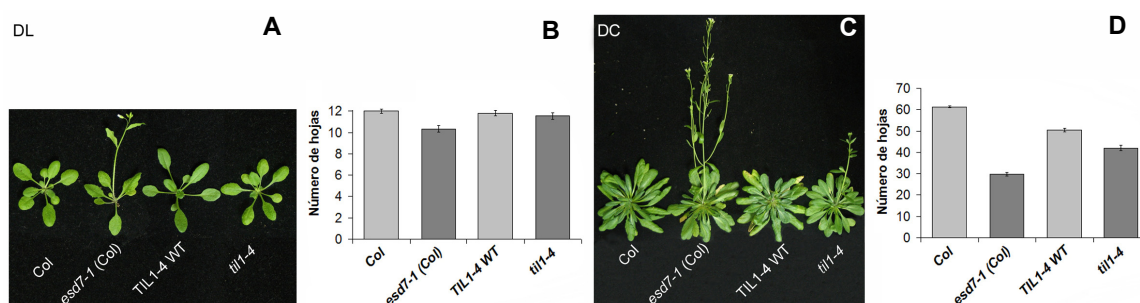 DL
A
Col
esd7-1 (Col)
TIL1-4 WT
til1-4
B
Número de hojas
12
10
8
6
4
2
0
Col
esd7-1 (Col)
TIL1-4 WT
til1-4
DC
C
Col
esd7-1 (Col)
TIL1-4 WT
til1-4
D
Número de hojas
70
60
50
40
30
20
10
0
Col
esd7-1 (Col)
TIL1-4 WT
til1-4